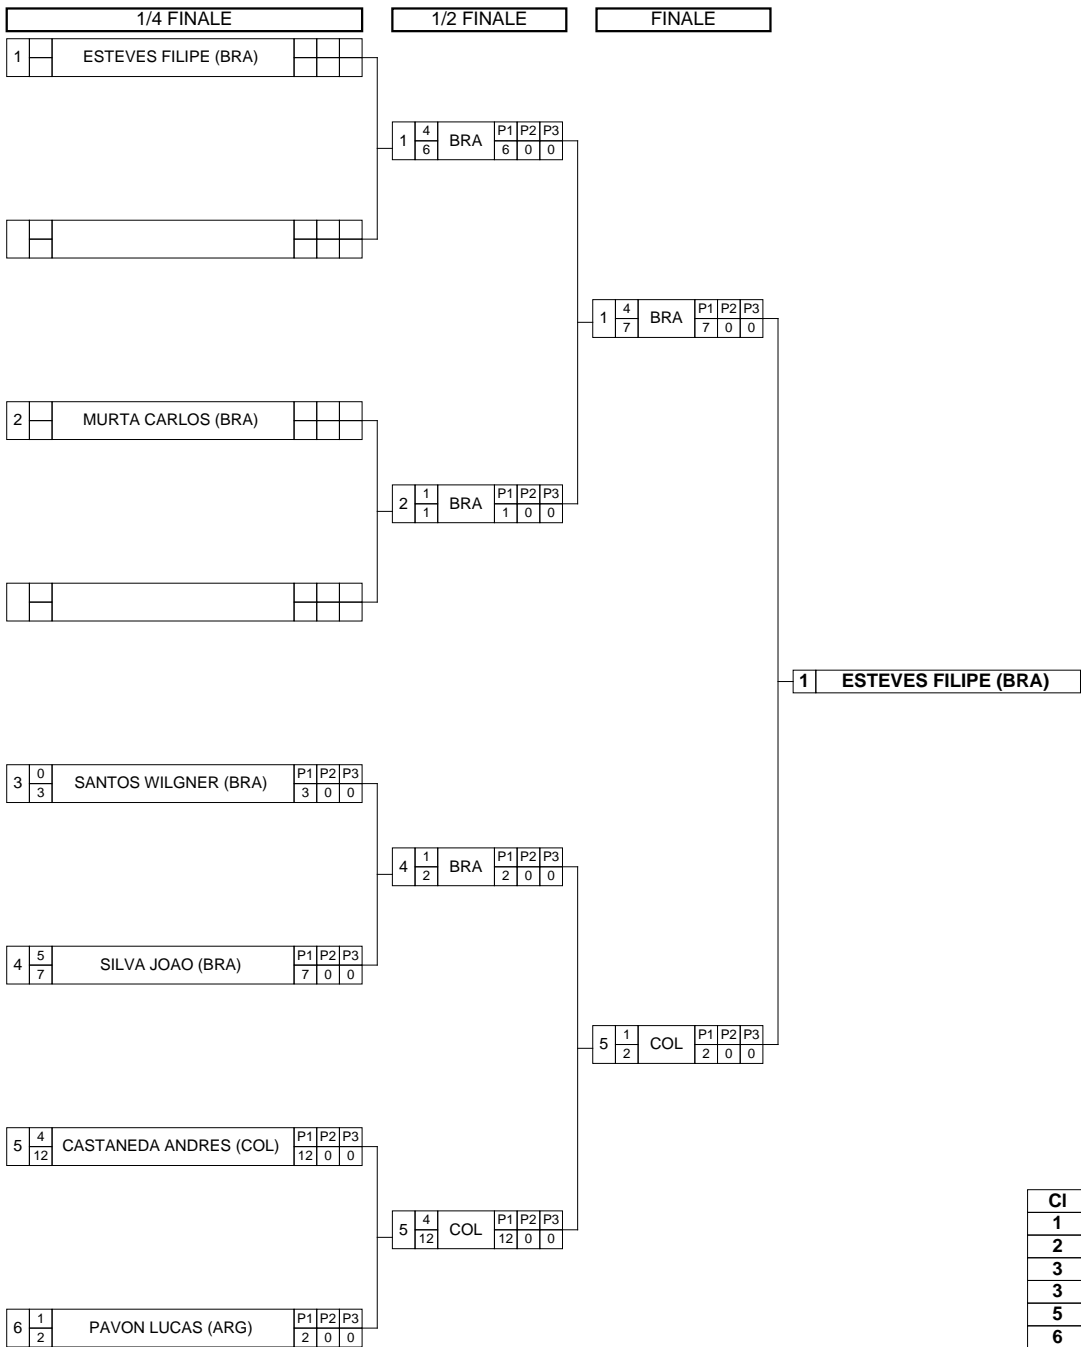 1/4 FINALE 1/2 FINALE FINALE
1 ESTEVES FILIPE (BRA)
1 4 6 BRA P1 P2 P3 6 0 0
1 4 7 BRA P1 P2 P3 7 0 0
2 MURTA CARLOS (BRA)
2 1 1 BRA P1 P2 P3 1 0 0
1 ESTEVES FILIPE (BRA)
3 0 3 SANTOS WILGNER (BRA) P1 P2 P3 3 0 0
4 1 2 BRA P1 P2 P3 2 0 0
4 5 7 SILVA JOAO (BRA) P1 P2 P3 7 0 0
5 1 2 COL P1 P2 P3 2 0 0
5 4 12 CASTANEDA ANDRES (COL) P1 P2 P3 12 0 0
5 4 12 COL P1 P2 P3 12 0 0
6 1 2 PAVON LUCAS (ARG) P1 P2 P3 2 0 0
Cl
1
2
3
3
5
6